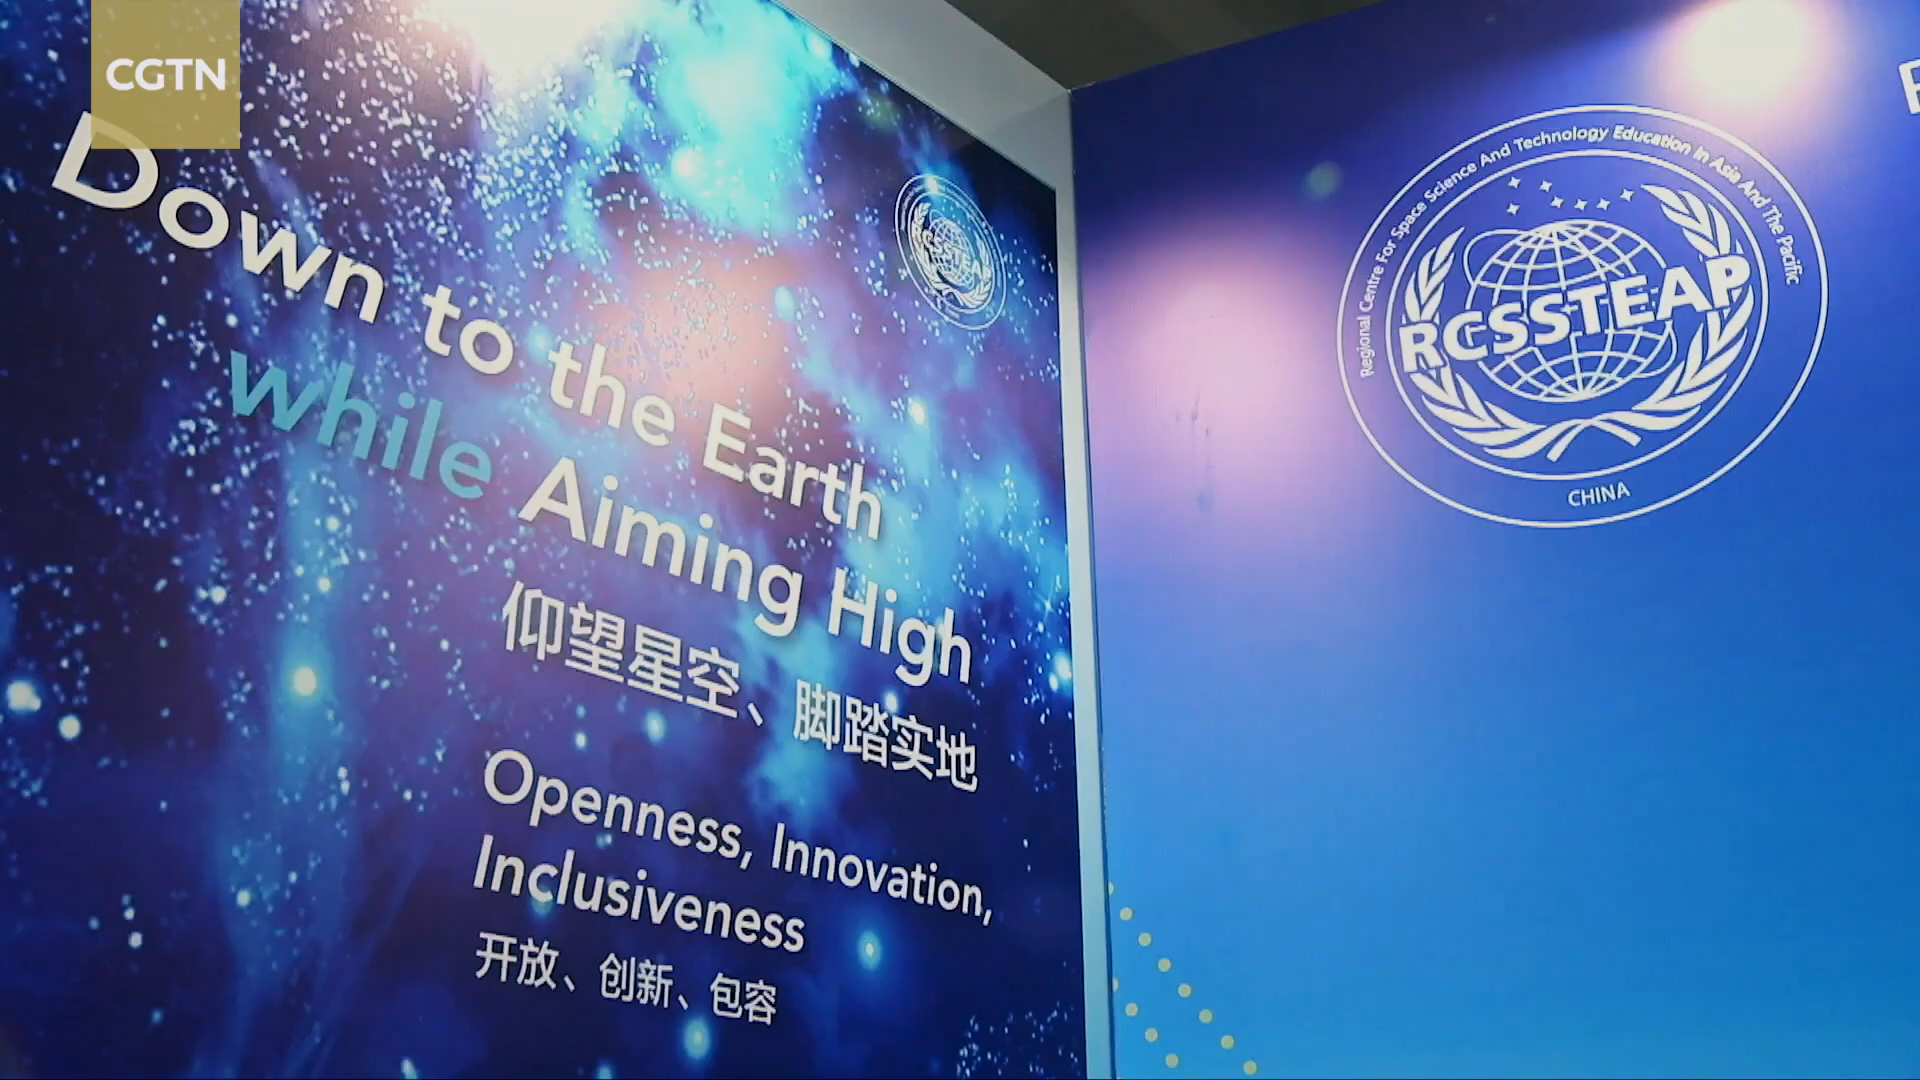 CGTN
Down to the Earth
while Aiming High
仰望星空、脚踏实地
Openness, Innovation,
Inclusiveness
开放、创新、包容
RCSSTEAP
Regional Centre For Space Science And Technology Education in Asia And The Pacific
RCSSTEAP
CHINA